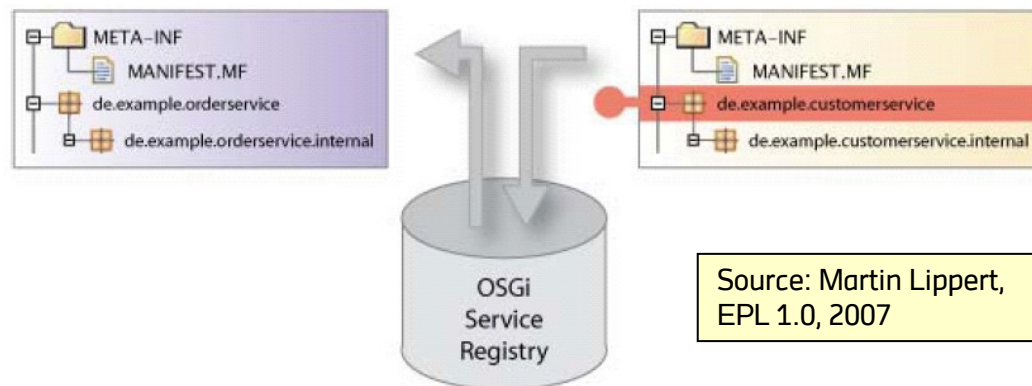 META-INF
MANIFEST.MF
de.example.orderservice
de.example.orderservice.internal
META-INF
MANIFEST.MF
de.example.customerservice
de.example.customerservice.internal
OSGi
Service
Registry
Source: Martin Lippert,
EPL 1.0, 2007